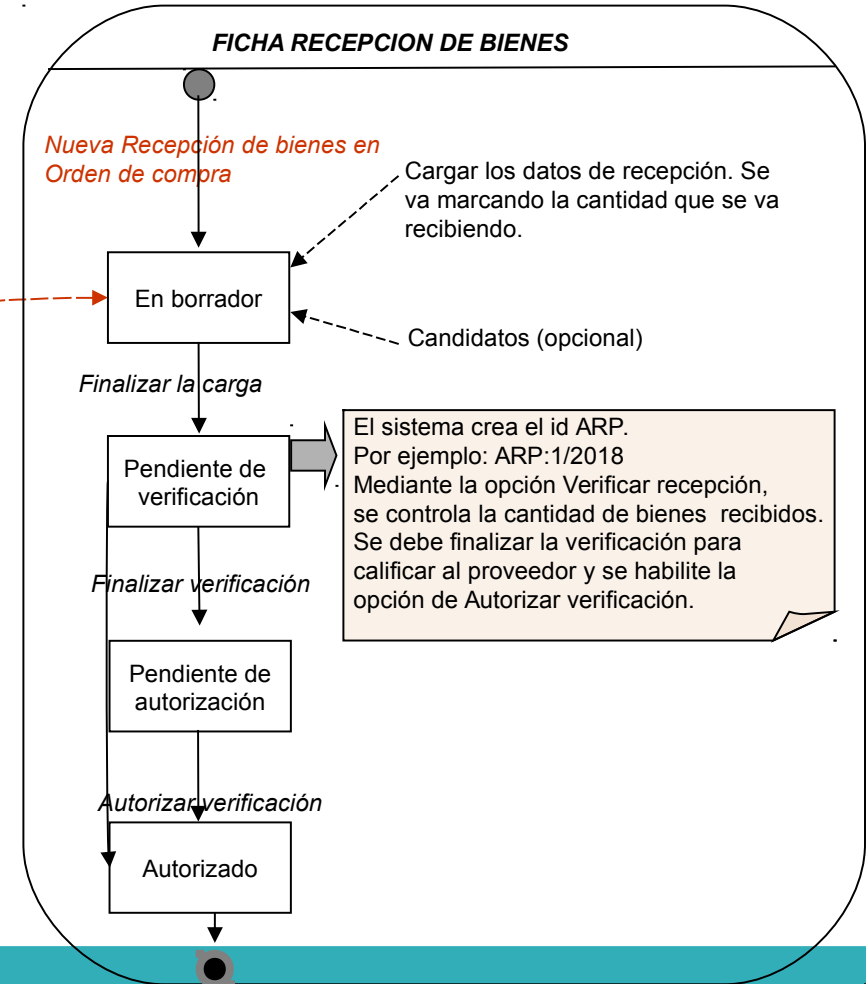 FICHA RECEPCION DE BIENES
Nueva Recepción de bienes en
Orden de compra
Cargar los datos de recepción. Se
va marcando la cantidad que se va
recibiendo.
En borrador
Candidatos (opcional)
Finalizar la carga
El sistema crea el id ARP.
Por ejemplo: ARP:1/2018
Mediante la opción Verificar recepción,
se controla la cantidad de bienes recibidos.
Se debe finalizar la verificación para
calificar al proveedor y se habilite la
opción de Autorizar verificación.
Pendiente de
verificación
Finalizar verificación
Pendiente de
autorización
Autorizar verificación
Autorizado